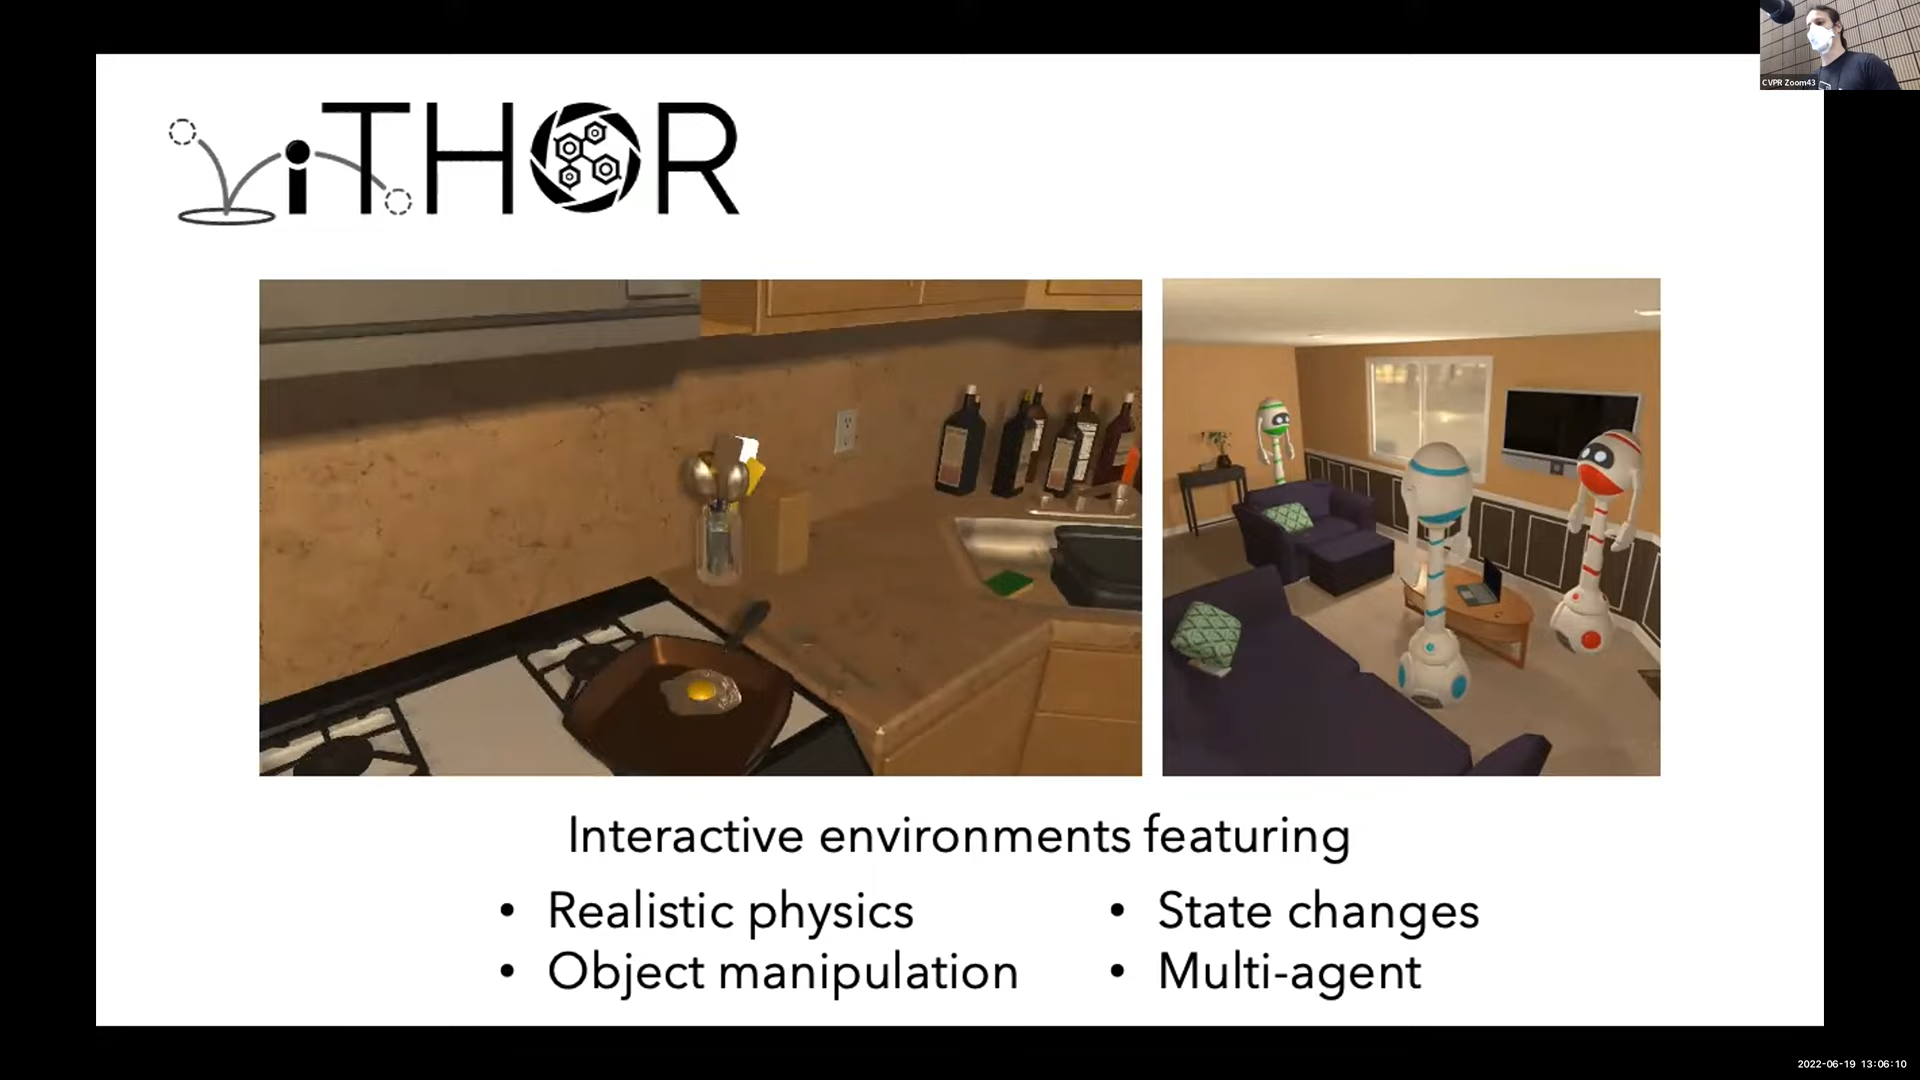 CVPR Zoom43
iTHOR
Interactive environments featuring
• Realistic physics
• Object manipulation
• State changes
• Multi-agent
2022-06-19 13:06:10